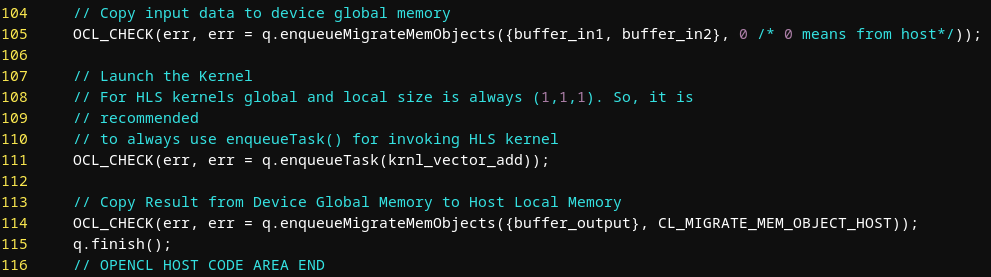 104     // Copy input data to device global memory
105     OCL_CHECK(err, err = q.enqueueMigrateMemObjects({buffer_in1, buffer_in2}, 0 /* 0 means from host*/));
106
107     // Launch the Kernel
108     // For HLS kernels global and local size is always (1,1,1). So, it is
109     // recommended
110     // to always use enqueueTask() for invoking HLS kernel
111     OCL_CHECK(err, err = q.enqueueTask(krnl_vector_add));
112
113     // Copy Result from Device Global Memory to Host Local Memory
114     OCL_CHECK(err, err = q.enqueueMigrateMemObjects({buffer_output}, CL_MIGRATE_MEM_OBJECT_HOST));
115     q.finish();
116     // OPENCL HOST CODE AREA END